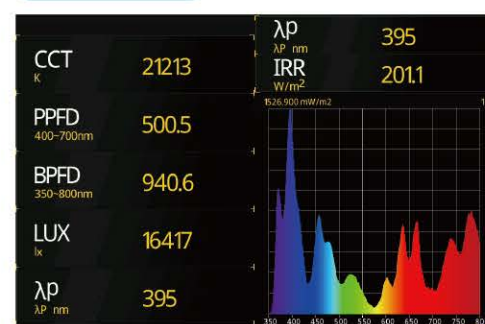 CCT
K
21213
PPFD
400~700nm
500.5
BPFD
350~800nm
940.6
LUX
lx
16417
λp
λP nm
395
λp
λP nm
395
IRR
W/m²
201.1
1526.900 mW/m2
350 400 450 500 550 600 650 700 750